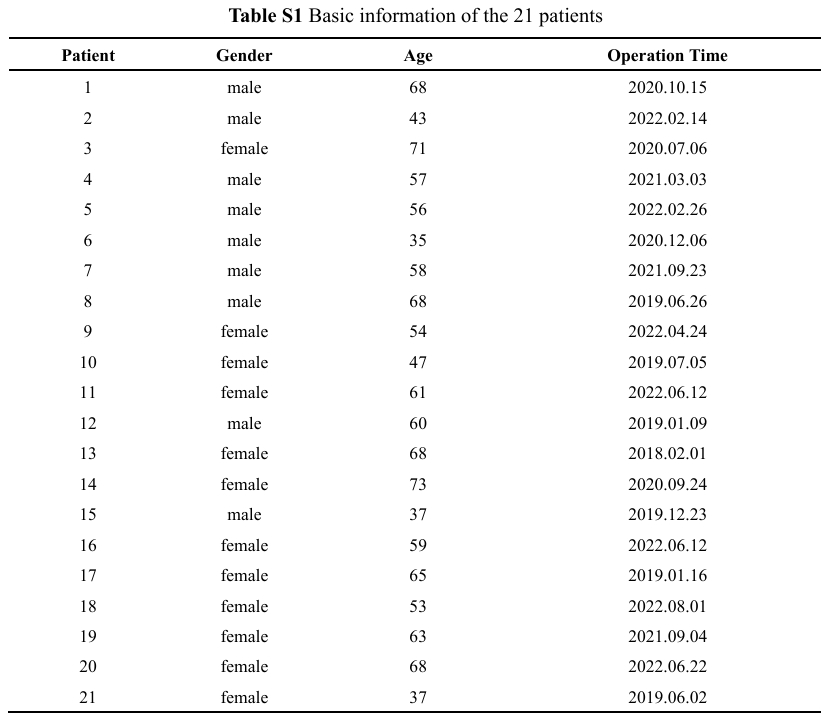 Table S1 Basic information of the 21 patients
Patient Gender Age Operation Time
1 male 68 2020.10.15
2 male 43 2022.02.14
3 female 71 2020.07.06
4 male 57 2021.03.03
5 male 56 2022.02.26
6 male 35 2020.12.06
7 male 58 2021.09.23
8 male 68 2019.06.26
9 female 54 2022.04.24
10 female 47 2019.07.05
11 female 61 2022.06.12
12 male 60 2019.01.09
13 female 68 2018.02.01
14 female 73 2020.09.24
15 male 37 2019.12.23
16 female 59 2022.06.12
17 female 65 2019.01.16
18 female 53 2022.08.01
19 female 63 2021.09.04
20 female 68 2022.06.22
21 female 37 2019.06.02